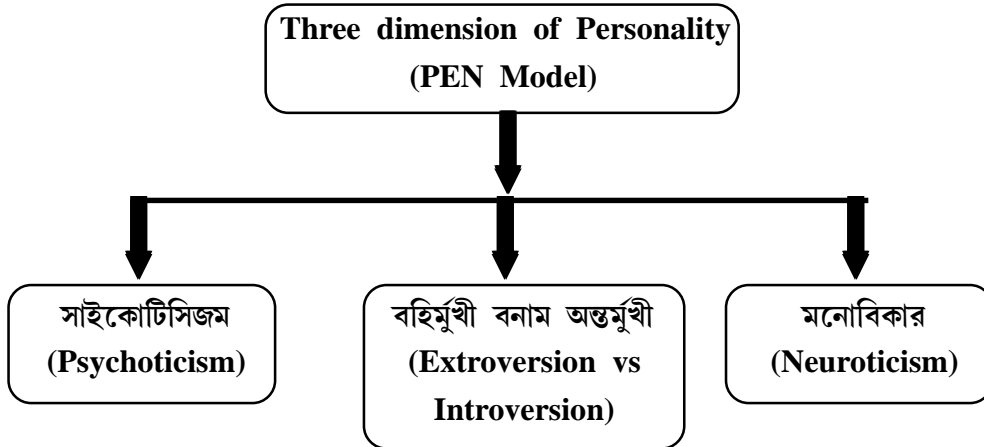 Three dimension of Personality
(PEN Model)
সাইকোটিসিজম
(Psychoticism)
বহির্মুখী বনাম অন্তর্মুখী
(Extroversion vs
Introversion)
মনোবিকার
(Neuroticism)